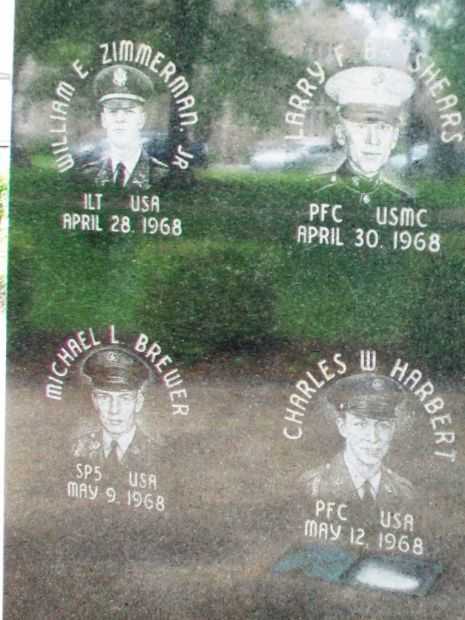 WILLIAM E ZIMMERMAN, JR
1LT USA
APRIL 28, 1968
LARRY F. SHEARS
PFC USMC
APRIL 30, 1968
MICHAEL L BREWER
SP5 USA
MAY 9, 1968
CHARLES W HARBERT
PFC USA
MAY 12, 1968